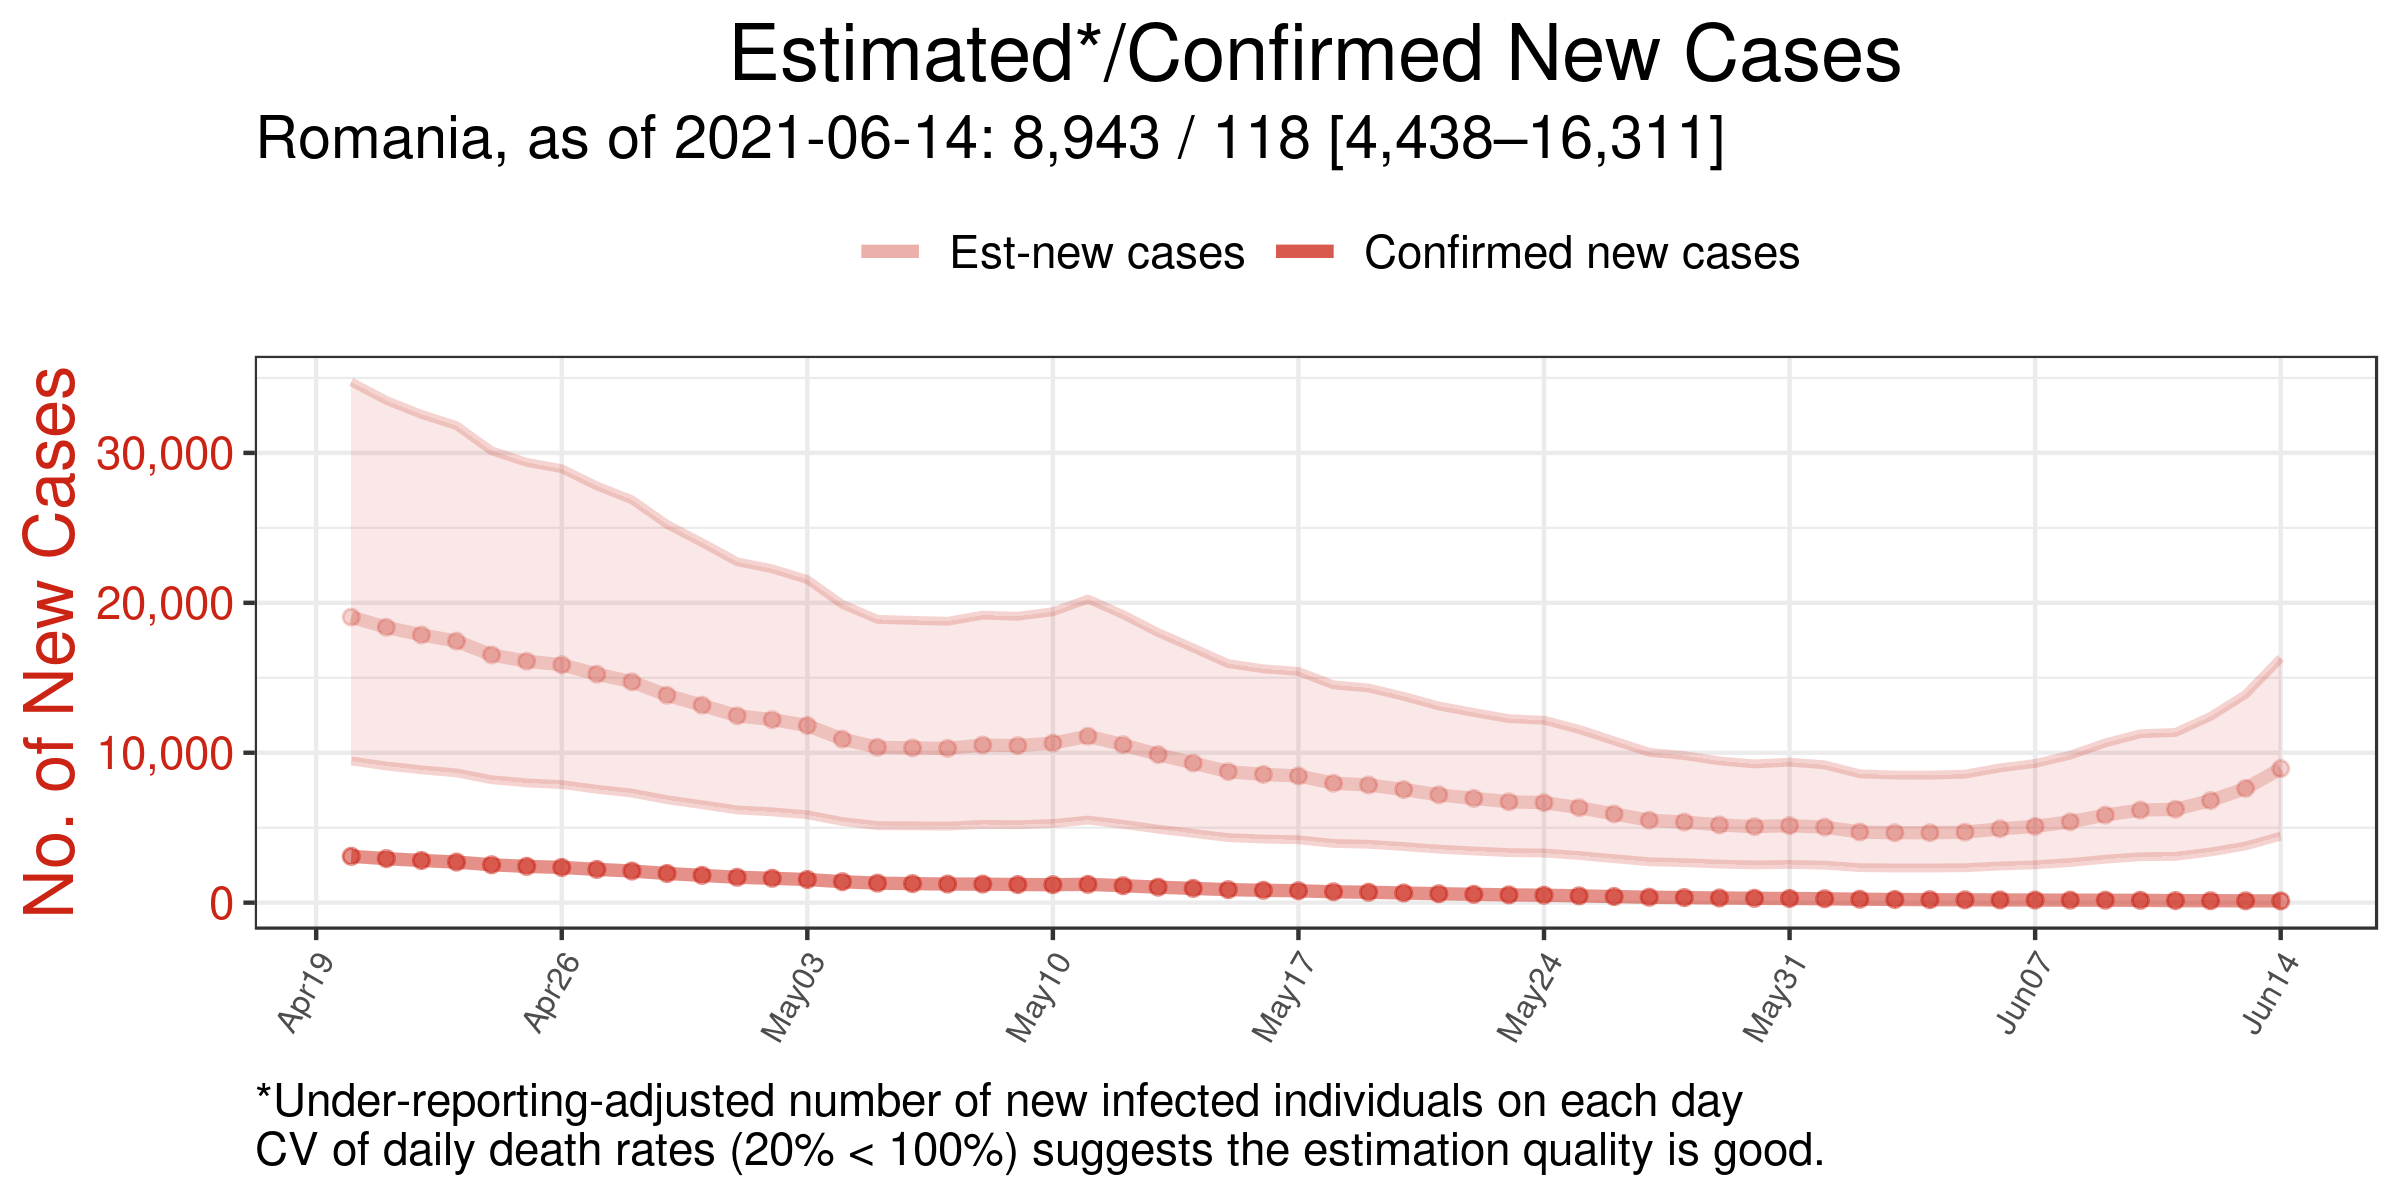 Estimated*/Confirmed New Cases
Romania, as of 2021-06-14: 8,943 / 118 [4,438–16,311]
Est-new cases
Confirmed new cases
No. of New Cases
30,000
20,000
10,000
0
Apr19
Apr26
May03
May10
May17
May24
May31
Jun07
Jun14
*Under-reporting-adjusted number of new infected individuals on each day
CV of daily death rates (20% < 100%) suggests the estimation quality is good.